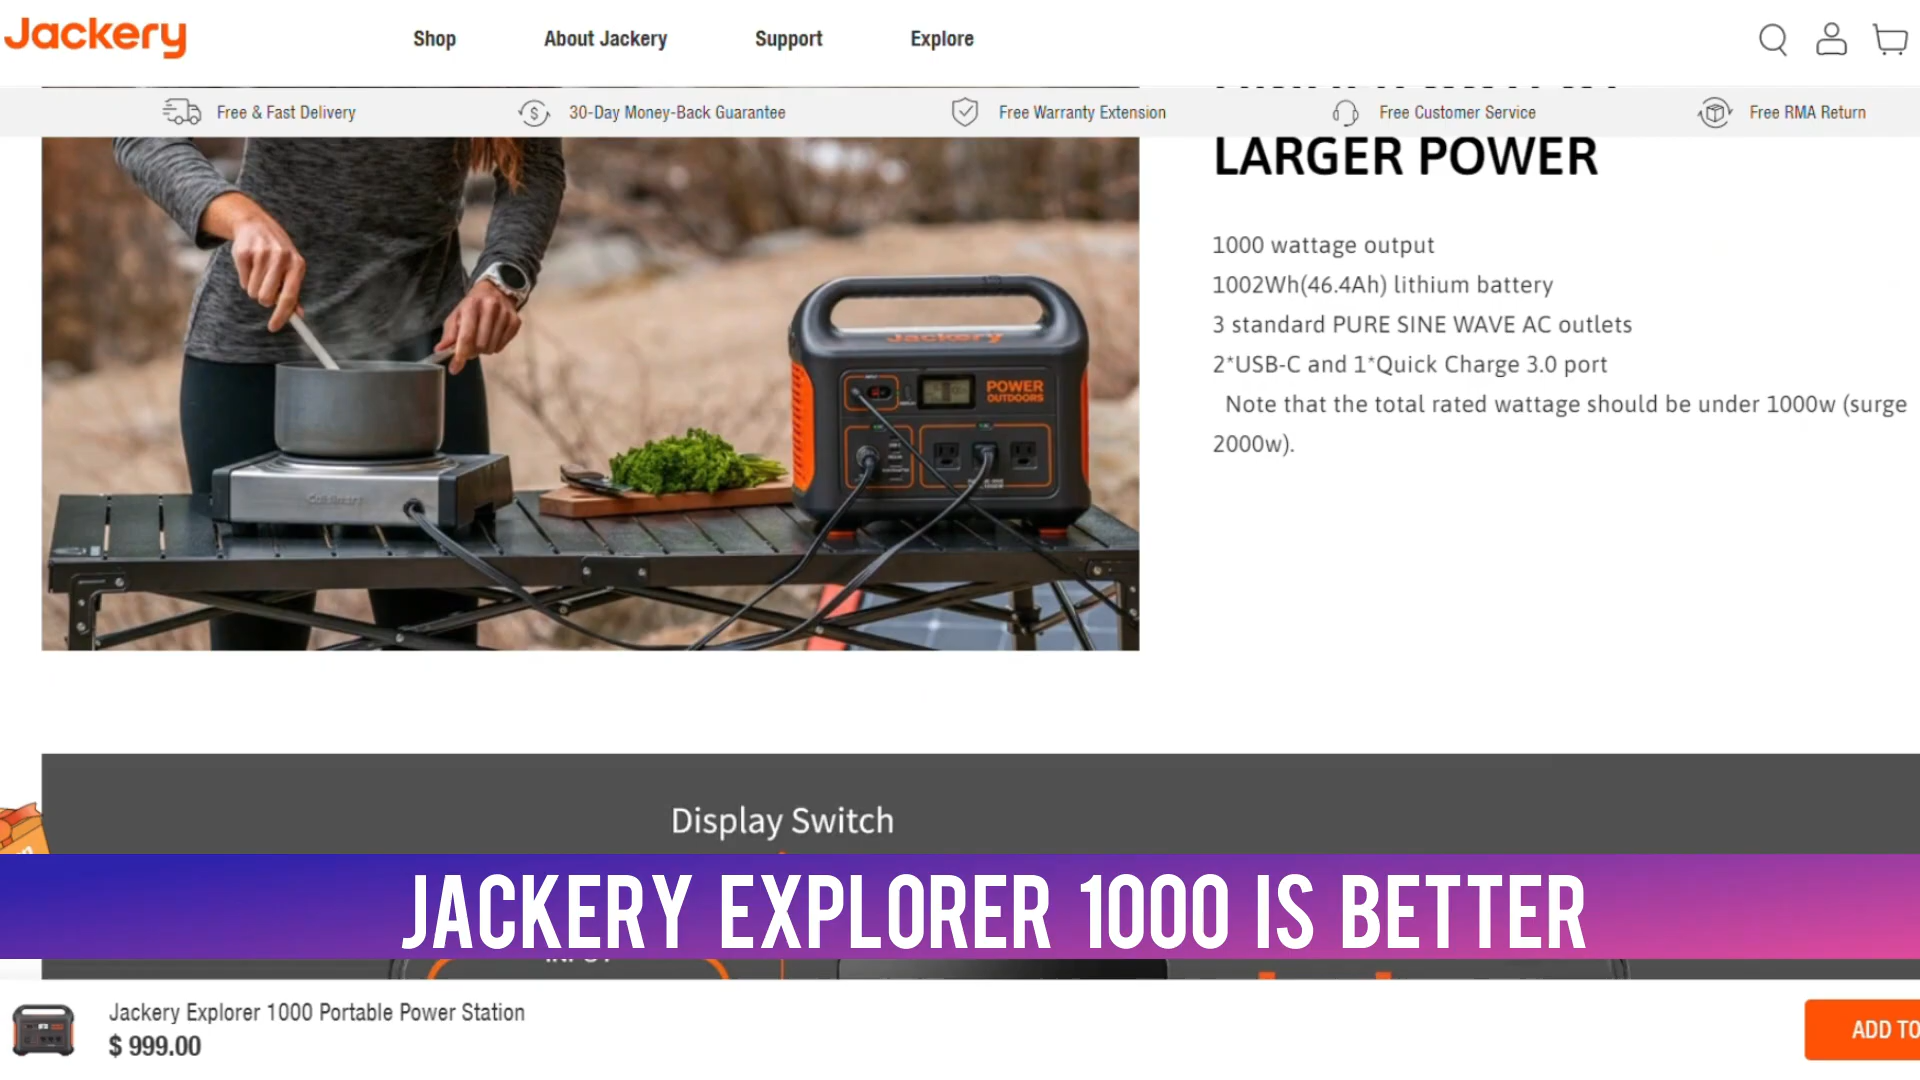 Jackery
Shop
About Jackery
Support
Explore
Free & Fast Delivery
30-Day Money-Back Guarantee
Free Warranty Extension
Free Customer Service
Free RMA Return
LARGER POWER
1000 wattage output
1002Wh(46.4Ah) lithium battery
3 standard PURE SINE WAVE AC outlets
2*USB-C and 1*Quick Charge 3.0 port
Note that the total rated wattage should be under 1000w (surge
2000w).
Jackery
POWER
OUTDOORS
Cuisinart
Display Switch
JACKERY EXPLORER 1000 IS BETTER
INPUT
Jackery Explorer 1000 Portable Power Station
$ 999.00
ADD TO